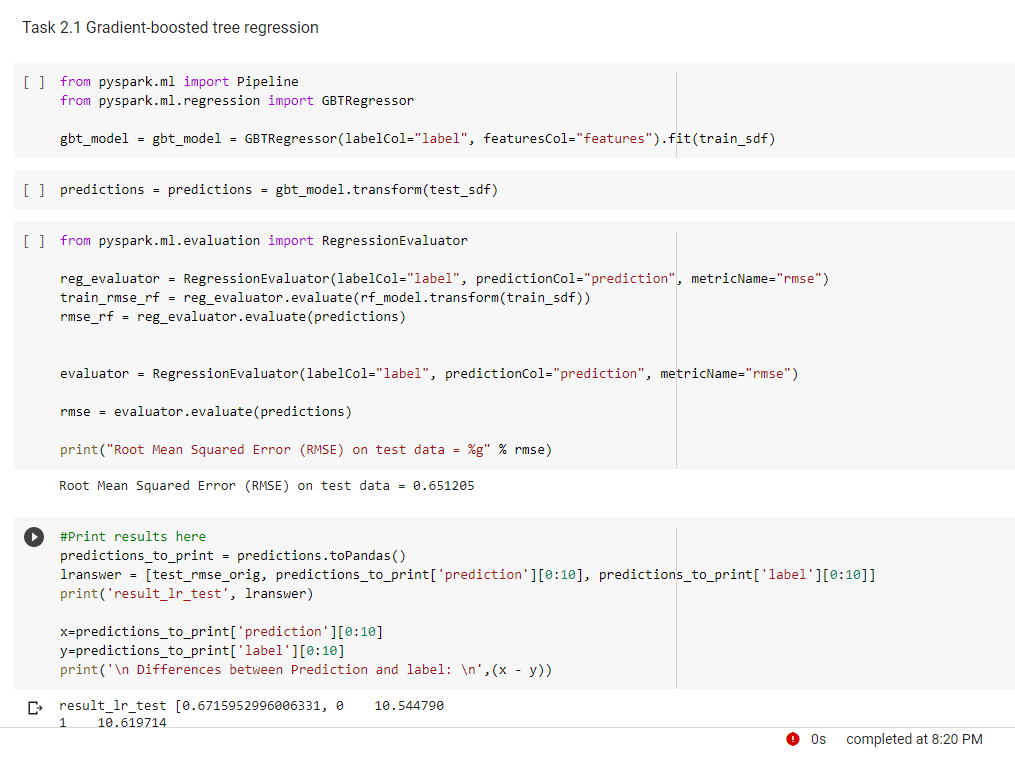 Task 2.1 Gradient-boosted tree regression
[ ] from pyspark.ml import Pipeline
from pyspark.ml.regression import GBTRegressor
gbt_model = gbt_model = GBTRegressor(labelCol="label", featuresCol="features").fit(train_sdf)
[ ] predictions = predictions = gbt_model.transform(test_sdf)
[ ] from pyspark.ml.evaluation import RegressionEvaluator
reg_evaluator = RegressionEvaluator(labelCol="label", predictionCol="prediction", metricName="rmse")
train_rmse_rf = reg_evaluator.evaluate(rf_model.transform(train_sdf))
rmse_rf = reg_evaluator.evaluate(predictions)
evaluator = RegressionEvaluator(labelCol="label", predictionCol="prediction", metricName="rmse")
rmse = evaluator.evaluate(predictions)
print("Root Mean Squared Error (RMSE) on test data = %g" % rmse)
Root Mean Squared Error (RMSE) on test data = 0.651205
#Print results here
predictions_to_print = predictions.toPandas()
lranswer = [test_rmse_orig, predictions_to_print['prediction'][0:10], predictions_to_print['label'][0:10]]
print('result_lr_test', lranswer)
x=predictions_to_print['prediction'][0:10]
y=predictions_to_print['label'][0:10]
print('\n Differences between Prediction and label: \n',(x - y))
result_lr_test [0.6715952996006331, 0    10.544790
1    10.619714
0s completed at 8:20 PM